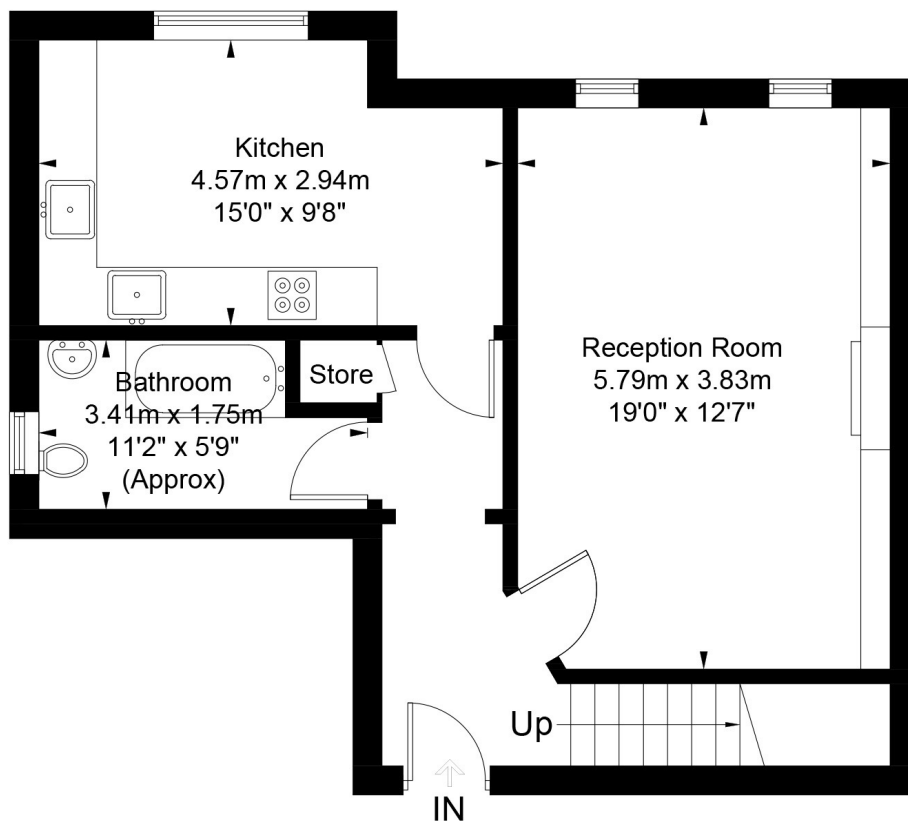 Kitchen
4.57m x 2.94m
15'0" x 9'8"
Reception Room
5.79m x 3.83m
19'0" x 12'7"
Store
Bathroom
3.41m x 1.75m
11'2" x 5'9"
(Approx)
Up
IN